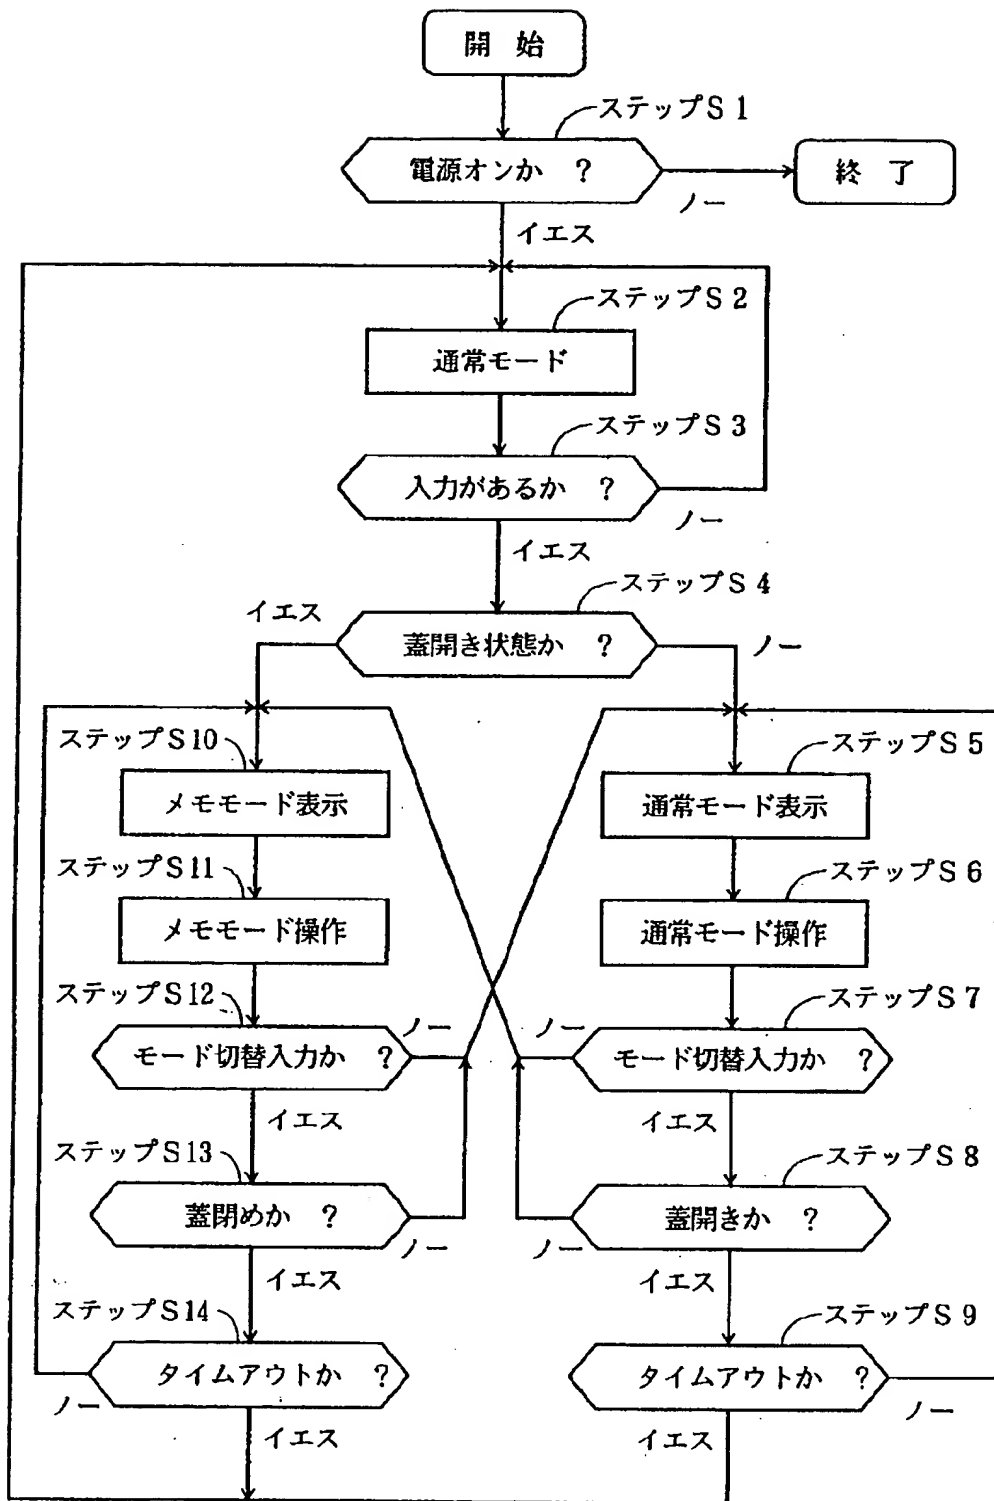 開 始
ステップS1
電源オンか ?
終 了
ノー
イエス
ステップS2
通常モード
ステップS3
入力があるか ?
ノー
イエス
ステップS4
イエス
蓋開き状態か ?
ノー
ステップS10
メモモード表示
ステップS11
メモモード操作
ステップS12
モード切替入力か ?
ノー
イエス
ステップS13
蓋閉めか ?
ノー
イエス
ステップS14
タイムアウトか ?
ノー
イエス
ステップS5
通常モード表示
ステップS6
通常モード操作
ステップS7
ノー
モード切替入力か ?
イエス
ステップS8
蓋開きか ?
ノー
イエス
ステップS9
タイムアウトか ?
ノー
イエス